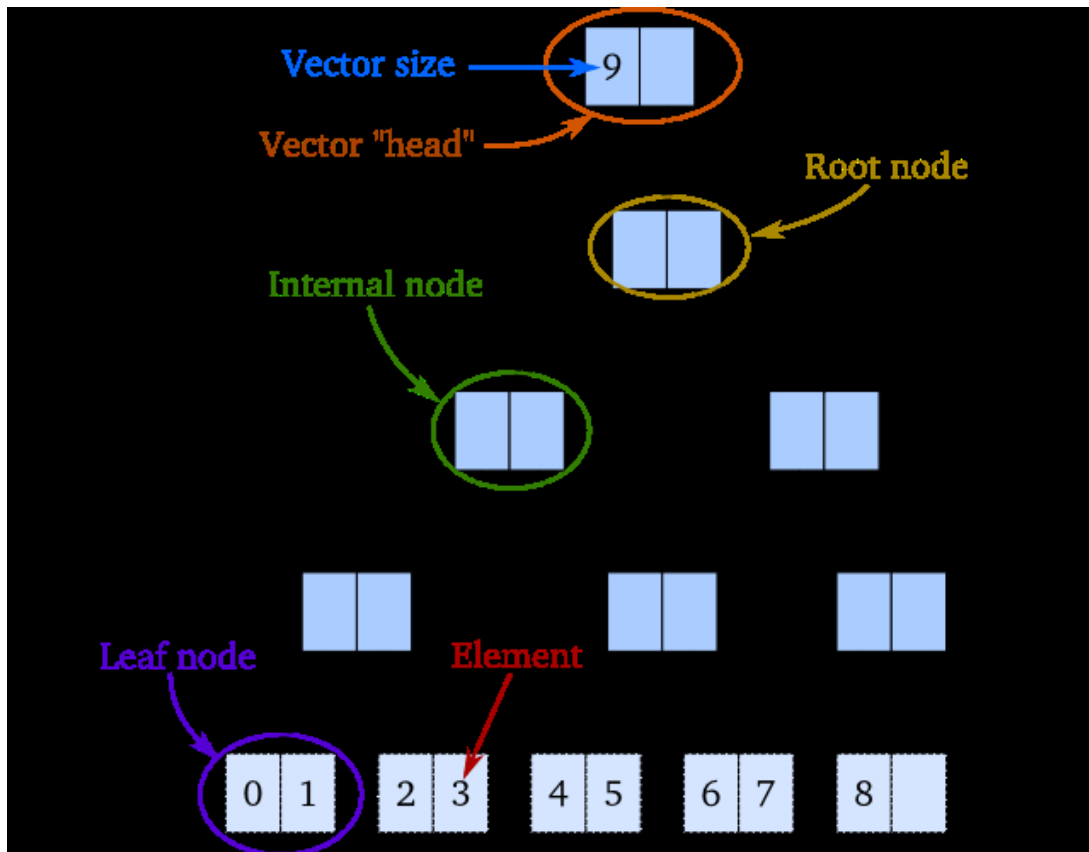 Vector size
9
Vector "head"
Root node
Internal node
Leaf node
Element
0 1 2 3 4 5 6 7 8